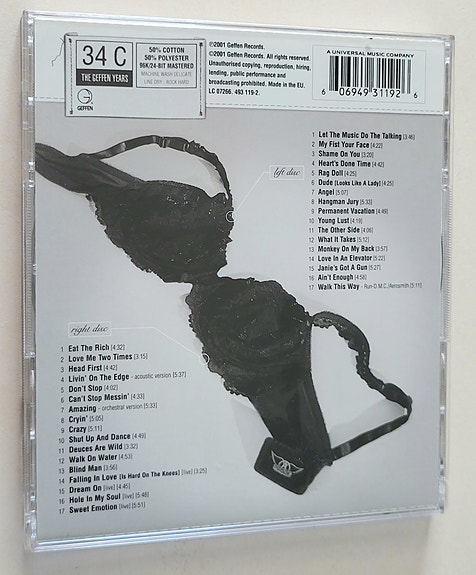 34 C
THE GEFFEN YEARS
GEFFEN
50% COTTON
50% POLYESTER
96K/24-BIT MASTERED
MACHINE WASH DELICATE
LINE DRY - ROCK HARD
℗2001 Geffen Records.
©2001 Geffen Records. All rights reserved.
Unauthorised copying, reproduction, hiring,
lending, public performance and
broadcasting prohibited. Made in the EU.
LC 07266. 493 119-2.
A UNIVERSAL MUSIC COMPANY
6 06949 31192 6
left disc
1 Let The Music Do The Talking [3:46]
2 My Fist Your Face [4:22]
3 Shame On You [3:20]
4 Heart's Done Time [4:42]
5 Rag Doll [4:25]
6 Dude (Looks Like A Lady) [4:25]
7 Angel [5:07]
8 Hangman Jury [5:33]
9 Permanent Vacation [4:49]
10 Young Lust [4:19]
11 The Other Side [4:06]
12 What It Takes [5:12]
13 Monkey On My Back [3:57]
14 Love In An Elevator [5:22]
15 Janie's Got A Gun [5:27]
16 Ain't Enough [4:58]
17 Walk This Way - Run-D.M.C./Aerosmith [5:11]
right disc
1 Eat The Rich [4:32]
2 Love Me Two Times [3:15]
3 Head First [4:42]
4 Livin' On The Edge - acoustic version [5:37]
5 Don't Stop [4:02]
6 Can't Stop Messin' [4:33]
7 Amazing - orchestral version [5:33]
8 Cryin' [5:05]
9 Crazy [5:11]
10 Shut Up And Dance [4:49]
11 Deuces Are Wild [3:32]
12 Walk On Water [4:53]
13 Blind Man [3:56]
14 Falling In Love (Is Hard On The Knees) [live] [3:25]
15 Dream On [live] [4:45]
16 Hole In My Soul [live] [5:48]
17 Sweet Emotion [live] [5:51]